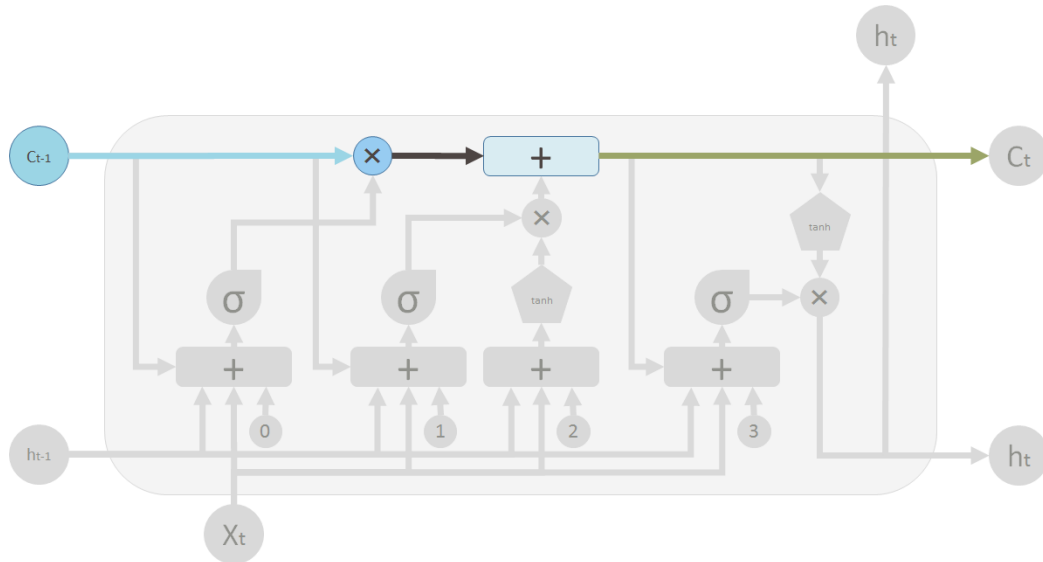 ht
Ct-1
×
+
Ct
×
tanh
σ
σ
tanh
σ
×
+
+
+
+
0
1
2
3
ht-1
ht
Xt